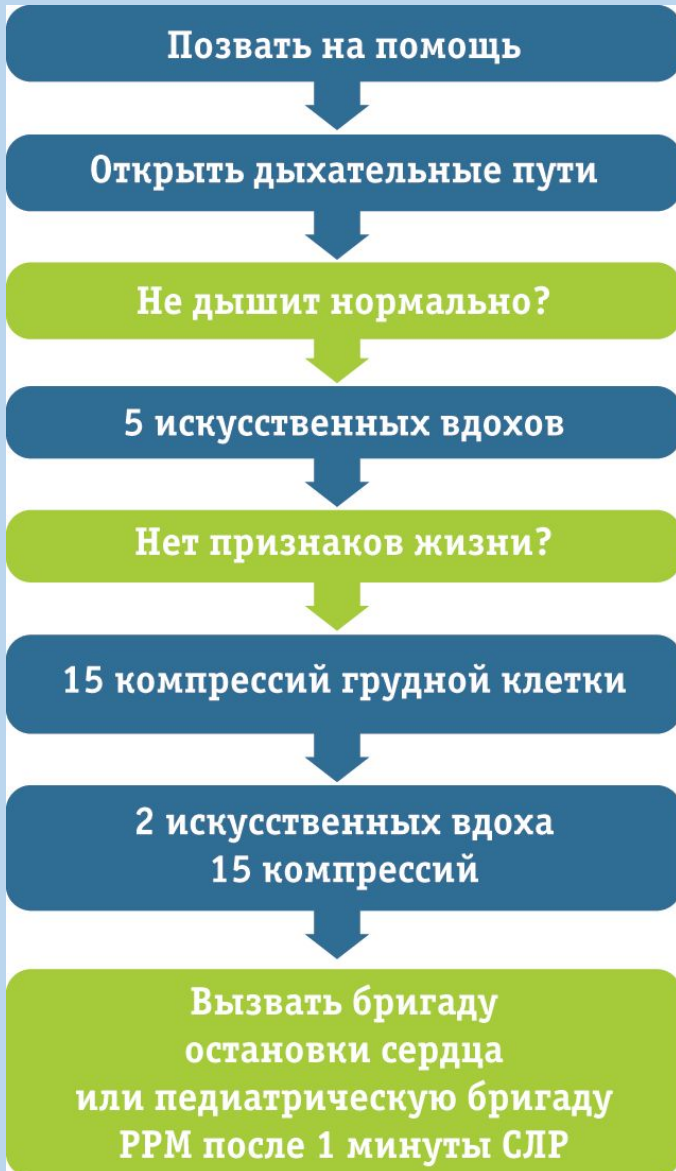 Позвать на помощь
Открыть дыхательные пути
Не дышит нормально?
5 искусственных вдохов
Нет признаков жизни?
15 компрессий грудной клетки
2 искусственных вдоха
15 компрессий
Вызвать бригаду
остановки сердца
или педиатрическую бригаду
РРМ после 1 минуты СЛР